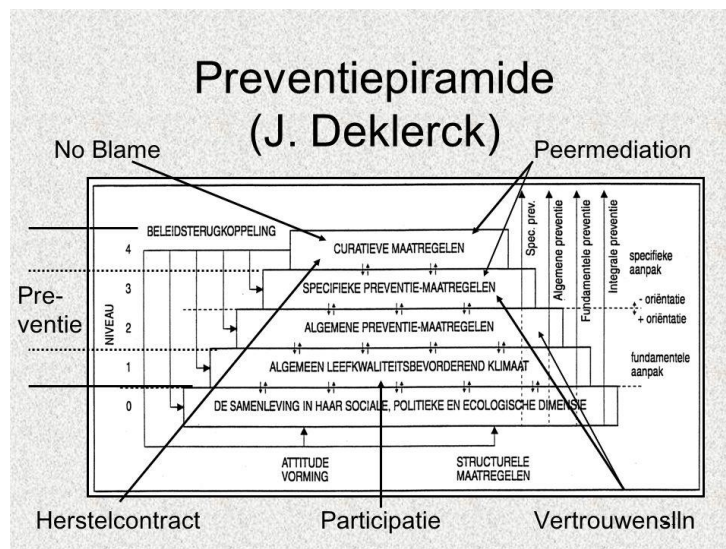 Preventiepiramide
(J. Deklerck)
No Blame
Peermediation
BELEIDSTERUGKOPPELING
4
CURATIEVE MAATREGELEN
Spec. prev.
Algemene preventie
Fundamentele preventie
Integrale preventie
specifieke
aanpak
Pre-
ventie
NIVEAU
3
SPECIFIEKE PREVENTIE-MAATREGELEN
- oriëntatie
+ oriëntatie
2
ALGEMENE PREVENTIE-MAATREGELEN
1
ALGEMEEN LEEFKWALITEITSBEVORDEREND KLIMAAT
fundamentele
aanpak
0
DE SAMENLEVING IN HAAR SOCIALE, POLITIEKE EN ECOLOGISCHE DIMENSIE
ATTITUDE
VORMING
STRUCTURELE
MAATREGELEN
Herstelcontract
Participatie
Vertrouwenslln